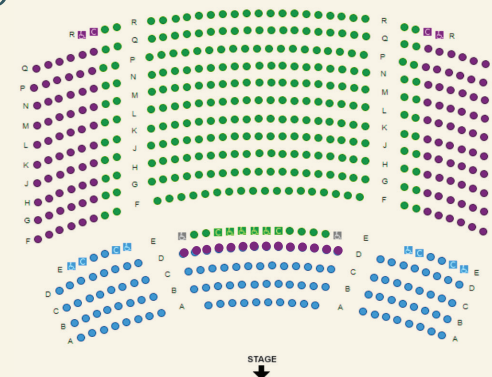 R C R R C R
Q Q Q
P P P
N N N
M M M
L L L
K K K
J J J
H H H
G G G
F F F
E C C E C A A A A C E C C E
D D D
C C C
B B B
A A A
STAGE